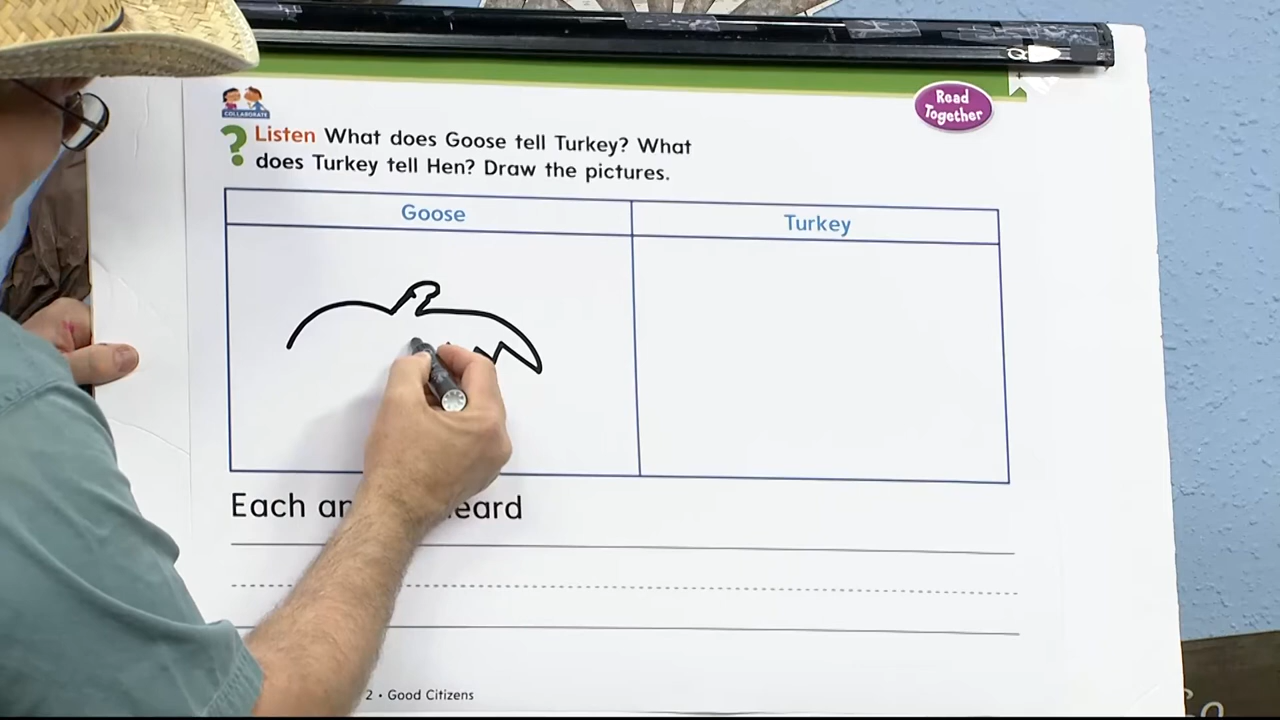 Read
Together
COLLABORATE
? Listen What does Goose tell Turkey? What
does Turkey tell Hen? Draw the pictures.
Goose Turkey
Each eard
2 • Good Citizens